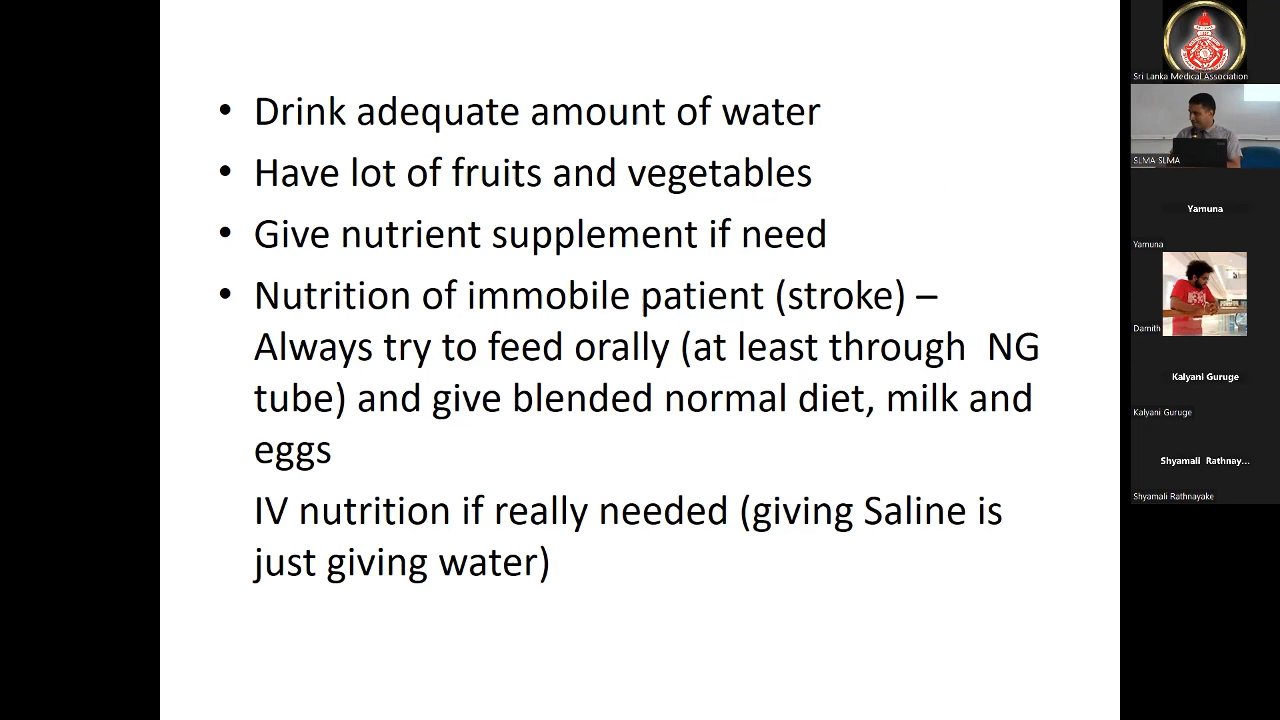 • Drink adequate amount of water
• Have lot of fruits and vegetables
• Give nutrient supplement if need
• Nutrition of immobile patient (stroke) –
Always try to feed orally (at least through NG
tube) and give blended normal diet, milk and
eggs
IV nutrition if really needed (giving Saline is
just giving water)
Sri Lanka Medical Association
SLMA SLMA
Yamuna
Yamuna
Damith
Kalyani Guruge
Kalyani Guruge
Shyamali Rathnay...
Shyamali Rathnayake